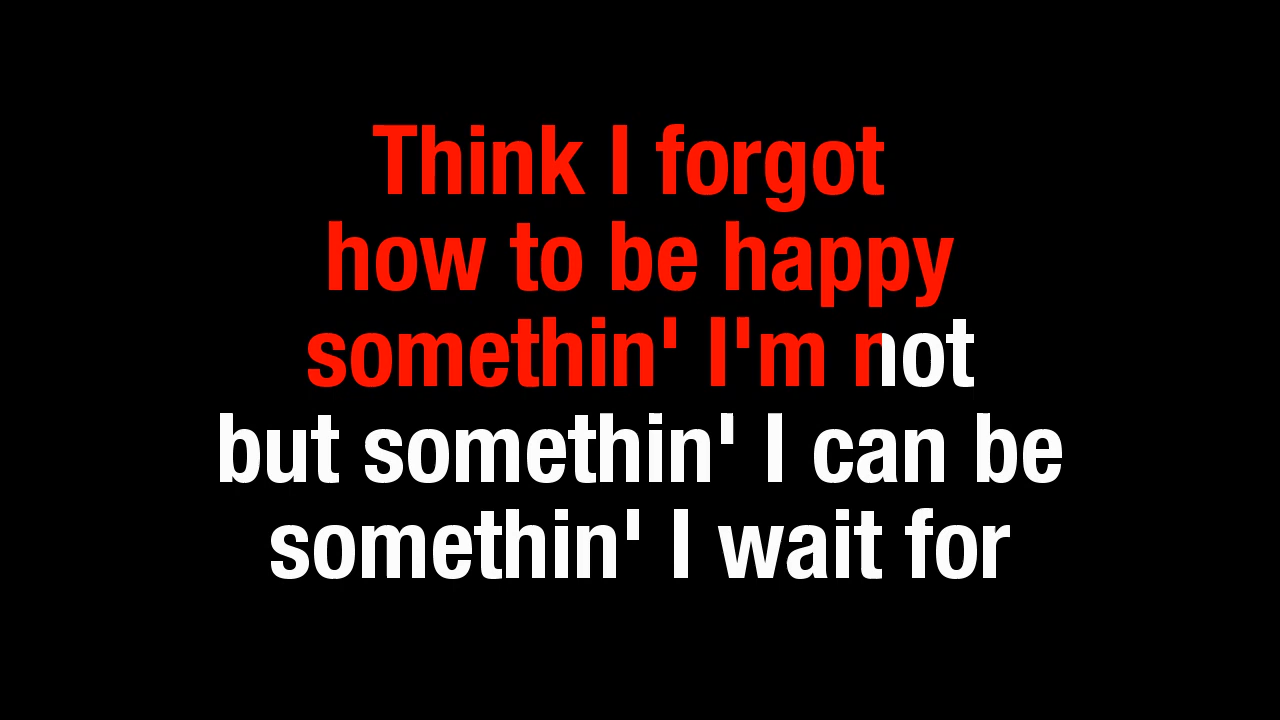 Think I forgot
how to be happy
somethin' I'm not
but somethin' I can be
somethin' I wait for